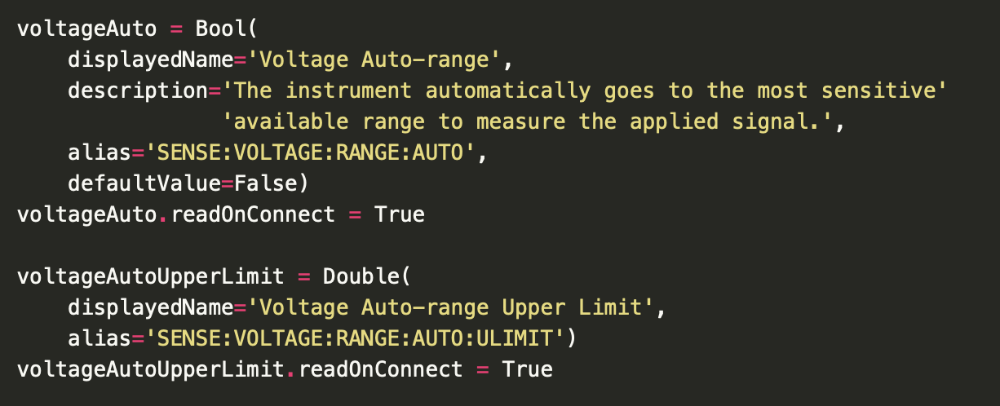 voltageAuto = Bool(
    displayedName='Voltage Auto-range',
    description='The instrument automatically goes to the most sensitive'
                'available range to measure the applied signal.',
    alias='SENSE:VOLTAGE:RANGE:AUTO',
    defaultValue=False)
voltageAuto.readOnConnect = True

voltageAutoUpperLimit = Double(
    displayedName='Voltage Auto-range Upper Limit',
    alias='SENSE:VOLTAGE:RANGE:AUTO:ULIMIT')
voltageAutoUpperLimit.readOnConnect = True